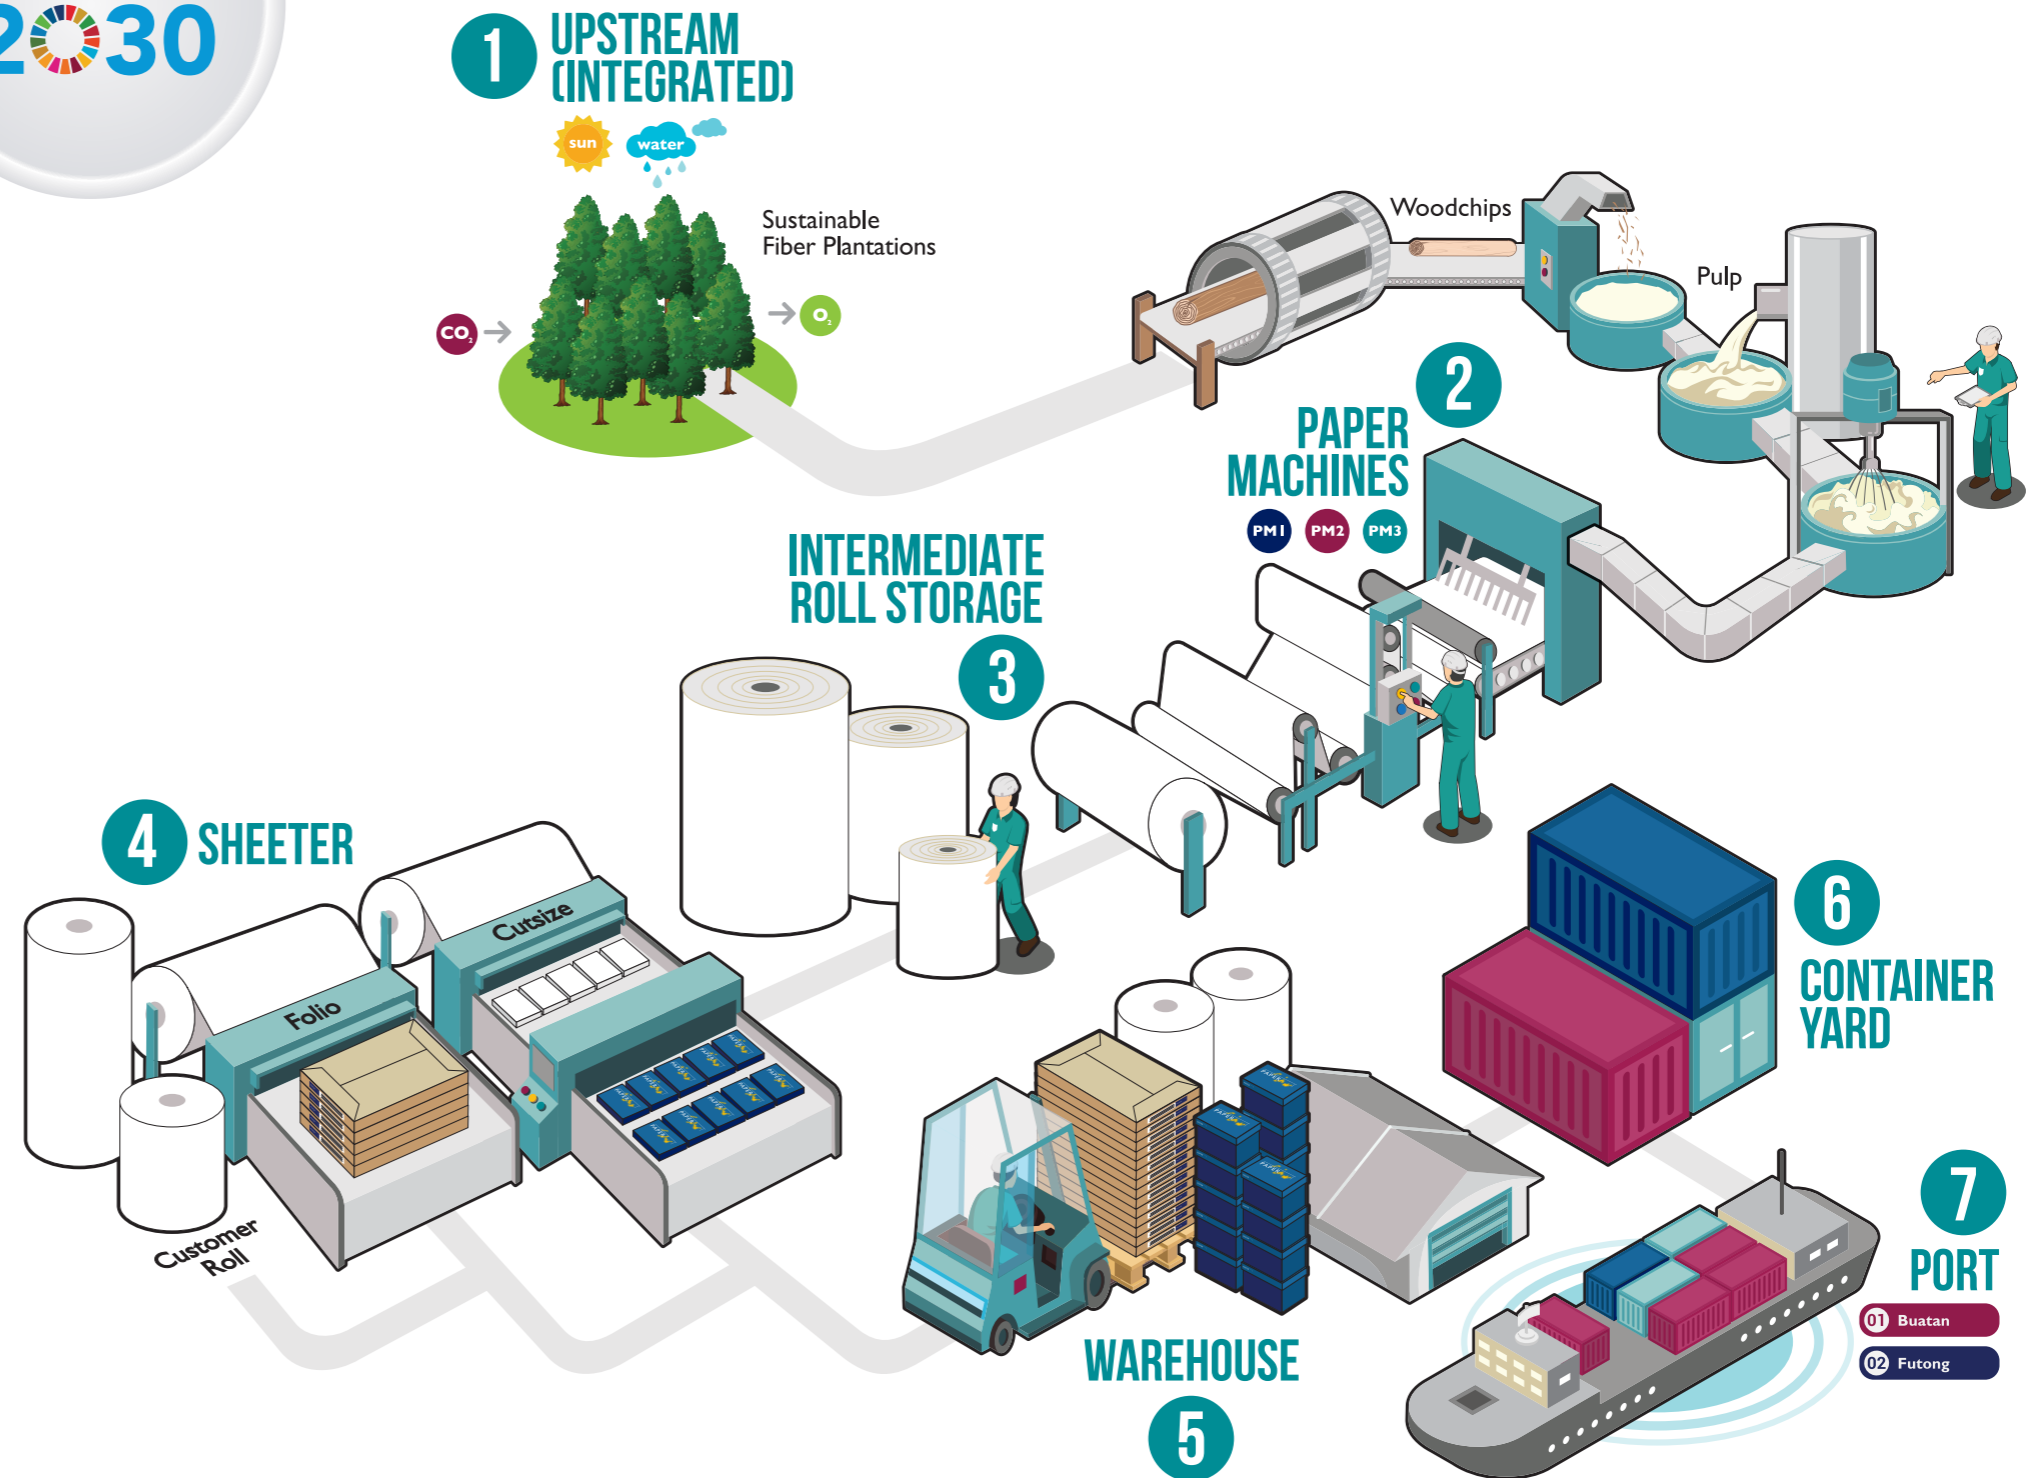 2030
1 UPSTREAM
(INTEGRATED)
sun
water
Sustainable
Fiber Plantations
CO₂
O₂
Woodchips
Pulp
2
PAPER
MACHINES
PM1 PM2 PM3
INTERMEDIATE
ROLL STORAGE
3
4 SHEETER
Cutsize
Folio
Customer
Roll
WAREHOUSE
5
6
CONTAINER
YARD
7
PORT
01 Buatan
02 Futong